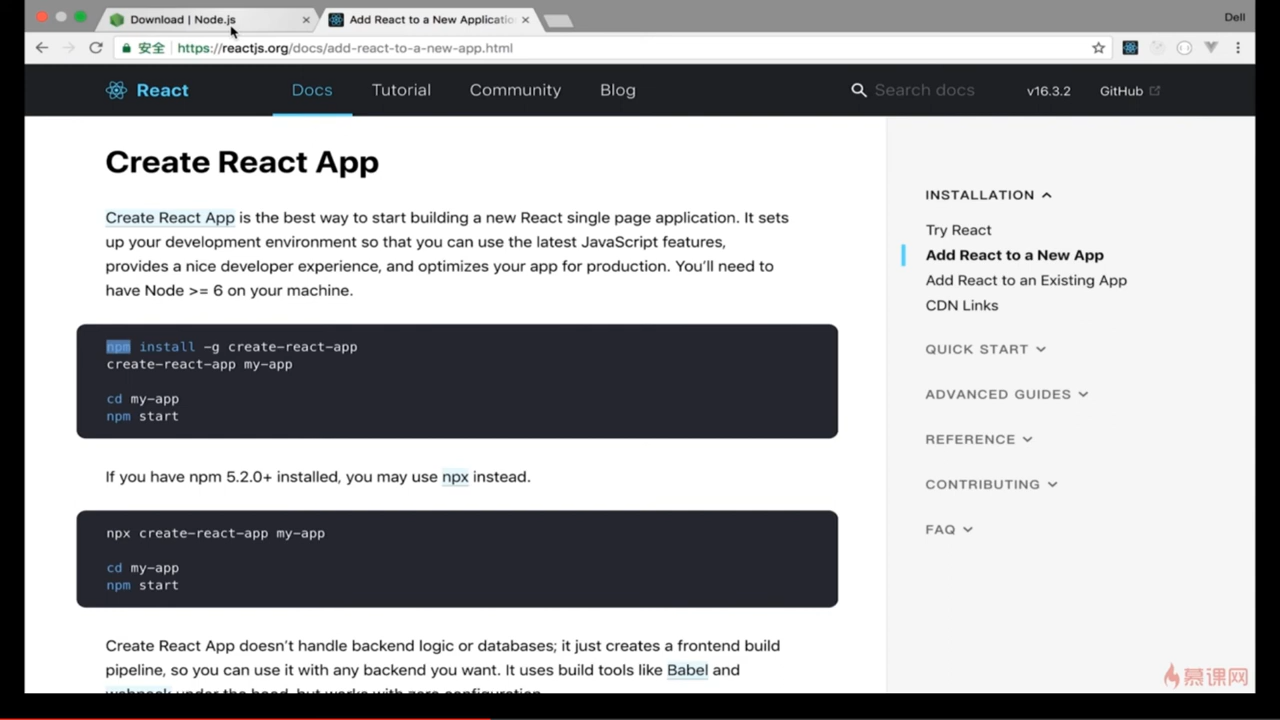 Download | Node.js
Add React to a New Applicatio
Dell
安全 https://reactjs.org/docs/add-react-to-a-new-app.html
React Docs Tutorial Community Blog Search docs v16.3.2 GitHub
Create React App
Create React App is the best way to start building a new React single page application. It sets
up your development environment so that you can use the latest JavaScript features,
provides a nice developer experience, and optimizes your app for production. You'll need to
have Node >= 6 on your machine.
npm install -g create-react-app
create-react-app my-app
cd my-app
npm start
If you have npm 5.2.0+ installed, you may use npx instead.
npx create-react-app my-app
cd my-app
npm start
Create React App doesn't handle backend logic or databases; it just creates a frontend build
pipeline, so you can use it with any backend you want. It uses build tools like Babel and
webpack under the hood, but works with zero configuration.
INSTALLATION
Try React
Add React to a New App
Add React to an Existing App
CDN Links
QUICK START
ADVANCED GUIDES
REFERENCE
CONTRIBUTING
FAQ
慕课网